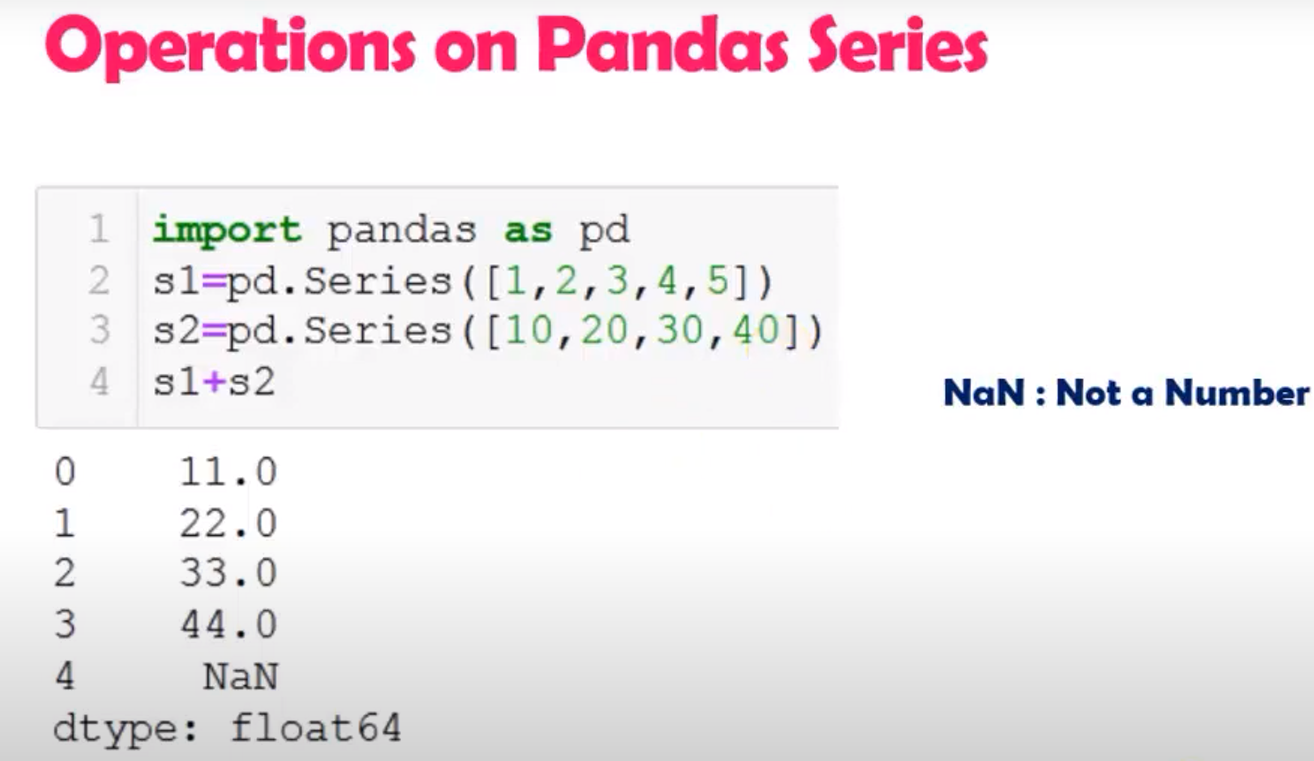 Operations on Pandas Series
1 import pandas as pd
2 s1=pd.Series([1,2,3,4,5])
3 s2=pd.Series([10,20,30,40])
4 s1+s2
NaN : Not a Number
0 11.0
1 22.0
2 33.0
3 44.0
4 NaN
dtype: float64